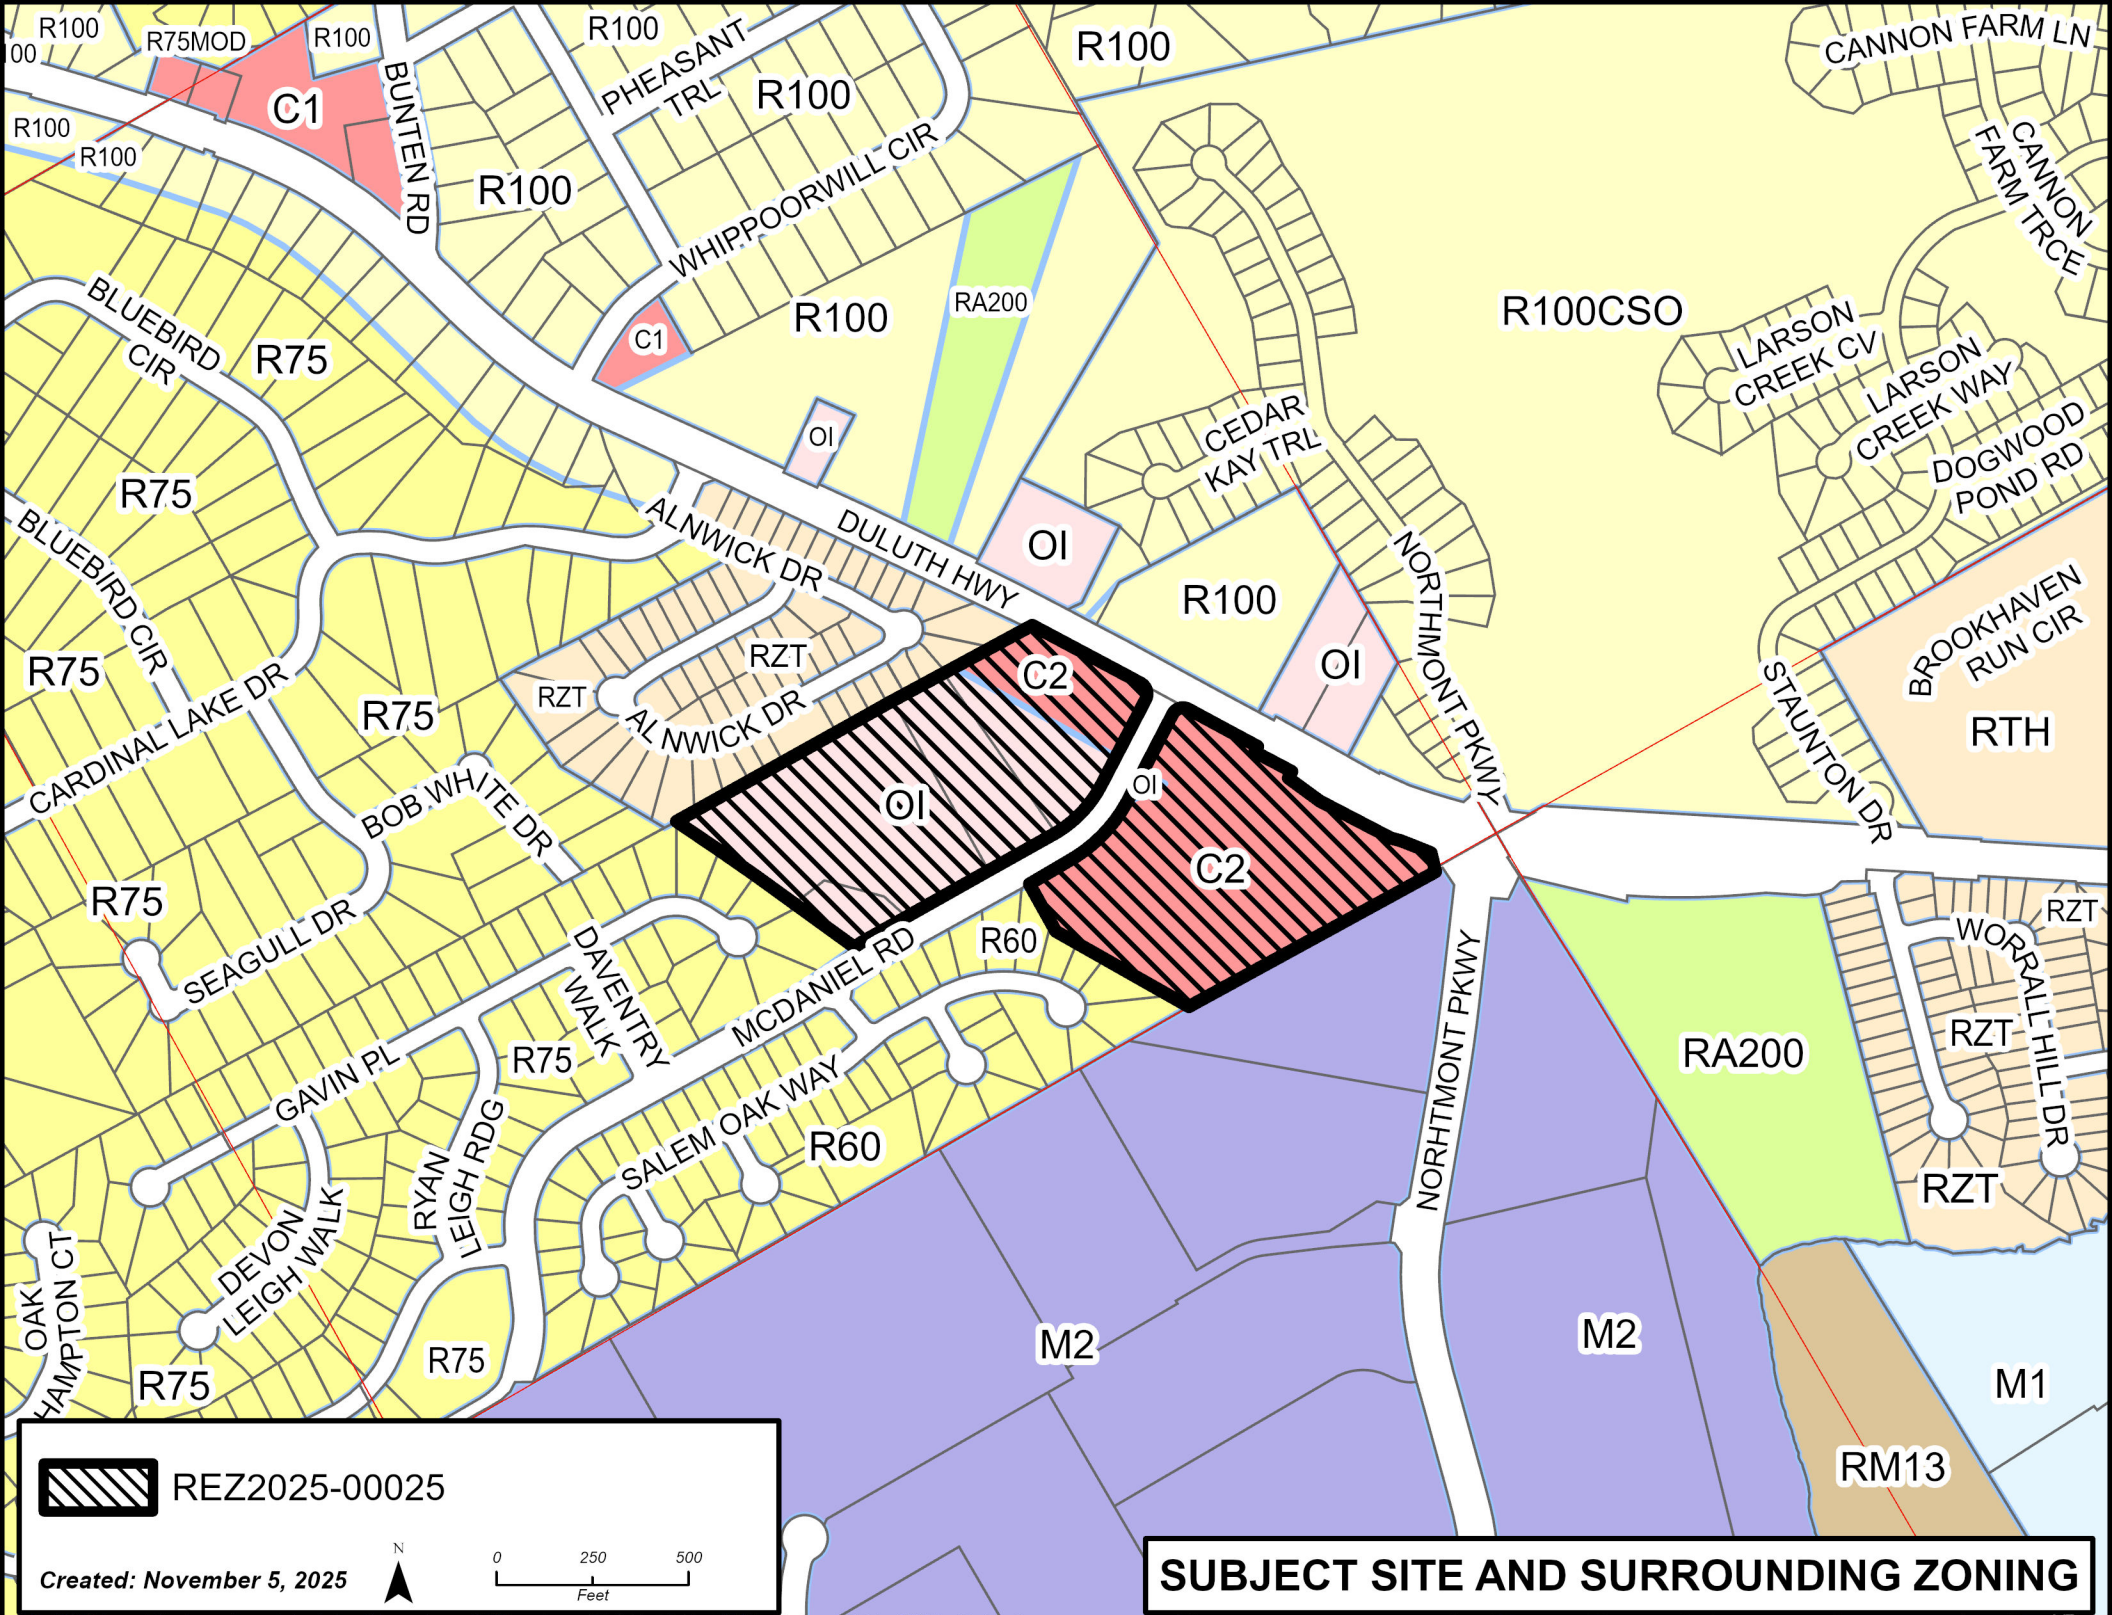 R100
R75MOD
R100
R100
PHEASANT
TRL
R100
CANNON FARM LN
100
C1
BUNTEN RD
R100
R100
R100
R100
WHIPPOORWILL CIR
CANNON
FARM TRCE
BLUEBIRD
CIR
R75
C1
R100
RA200
R100CSO
LARSON
CREEK CV
LARSON
CREEK WAY
OI
CEDAR
KAY TRL
DOGWOOD
POND RD
R75
BLUEBIRD CIR
ALNWICK DR
DULUTH HWY
OI
NORTHMONT PKWY
R100
BROOKHAVEN
RUN CIR
R75
RZT
RZT
C2
OI
STAUNTON DR
RTH
CARDINAL LAKE DR
R75
ALNWICK DR
BOB WHITE DR
OI
OI
C2
R75
SEAGULL DR
DAVENTRY
WALK
MCDANIEL RD
R60
NORHTMONT PKWY
RZT
WORRALL HILL DR
RZT
RA200
GAVIN PL
R75
SALEM OAK WAY
R60
RYAN
LEIGH RDG
RZT
DEVON
LEIGH WALK
OAK
HAMPTON CT
R75
R75
M2
M2
M1
RM13
REZ2025-00025
Created: November 5, 2025
N
0 250 500
Feet
SUBJECT SITE AND SURROUNDING ZONING